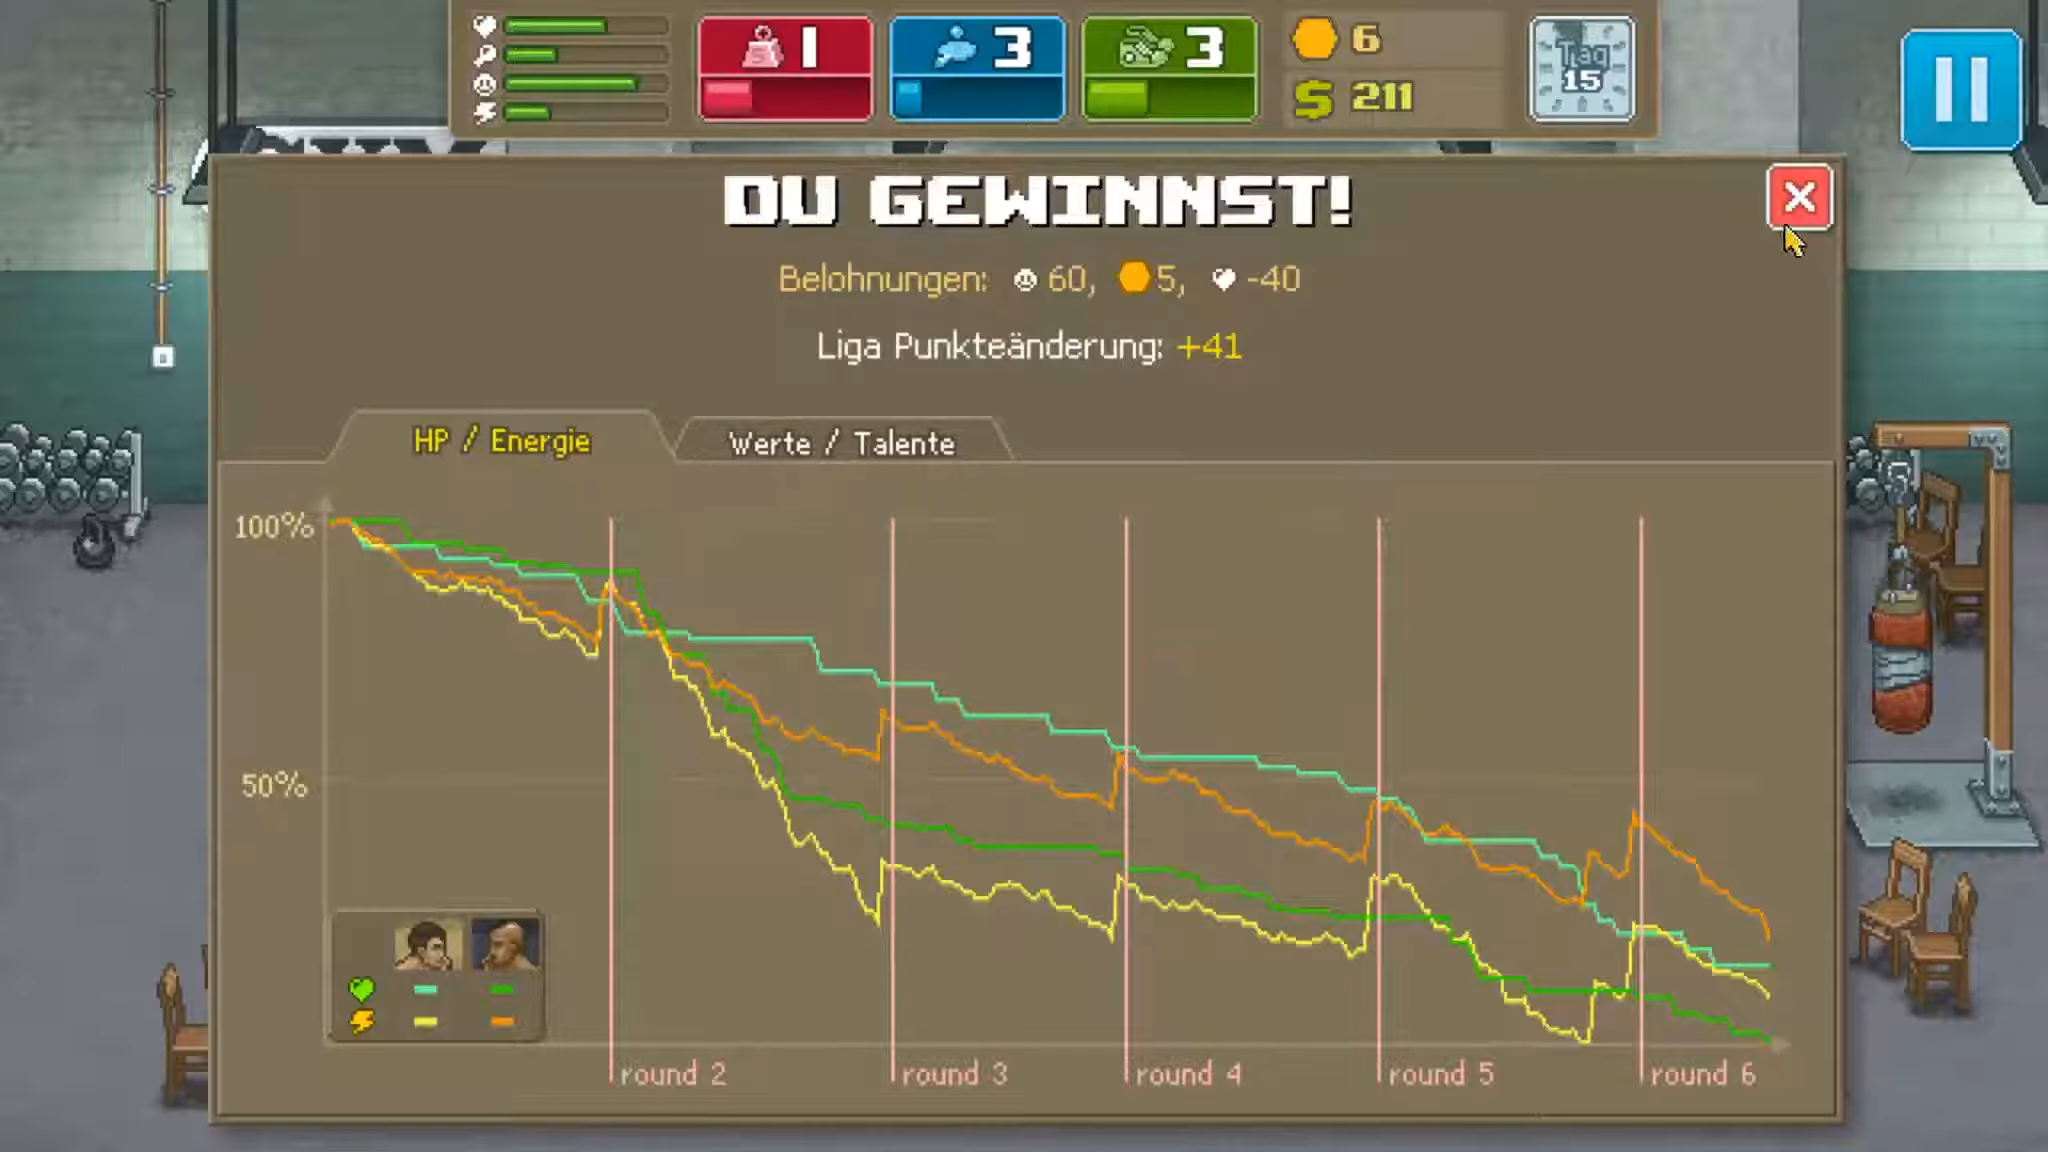 1
3
3
6
$ 211
Tag
15
DU GEWINNST!
Belohnungen: 60, 5, -40
Liga Punkteänderung: +41
HP / Energie
Werte / Talente
100%
50%
round 2
round 3
round 4
round 5
round 6